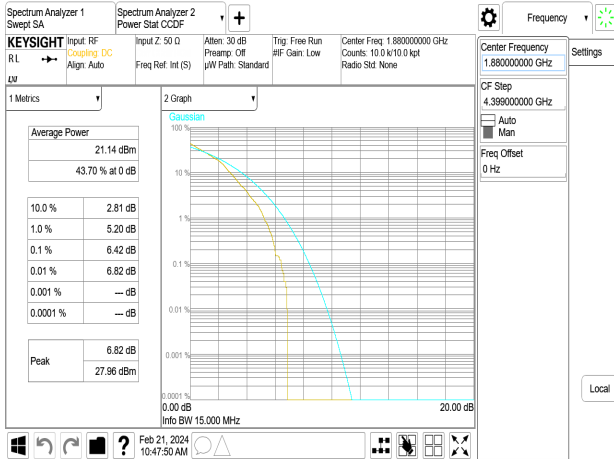 Spectrum Analyzer 1
Swept SA
Spectrum Analyzer 2
Power Stat CCDF
Frequency
KEYSIGHT
RL
LXI
Input: RF
Coupling: DC
Align: Auto
Input Z: 50 Ω
Freq Ref: Int (S)
Atten: 30 dB
Preamp: Off
µW Path: Standard
Trig: Free Run
#IF Gain: Low
Center Freq: 1.880000000 GHz
Counts: 10.0 k/10.0 kpt
Radio Std: None
Center Frequency
1.880000000 GHz
Settings
CF Step
4.399000000 GHz
Auto
Man
Freq Offset
0 Hz
Local
1 Metrics
Average Power
21.14 dBm
43.70 % at 0 dB
10.0 % 2.81 dB
1.0 % 5.20 dB
0.1 % 6.42 dB
0.01 % 6.82 dB
0.001 % --- dB
0.0001 % --- dB
Peak
6.82 dB
27.96 dBm
2 Graph
Gaussian
100 %
10 %
1 %
0.1 %
0.01 %
0.001 %
0.0001 %
0.00 dB 20.00 dB
Info BW 15.000 MHz
?
Feb 21, 2024
10:47:50 AM